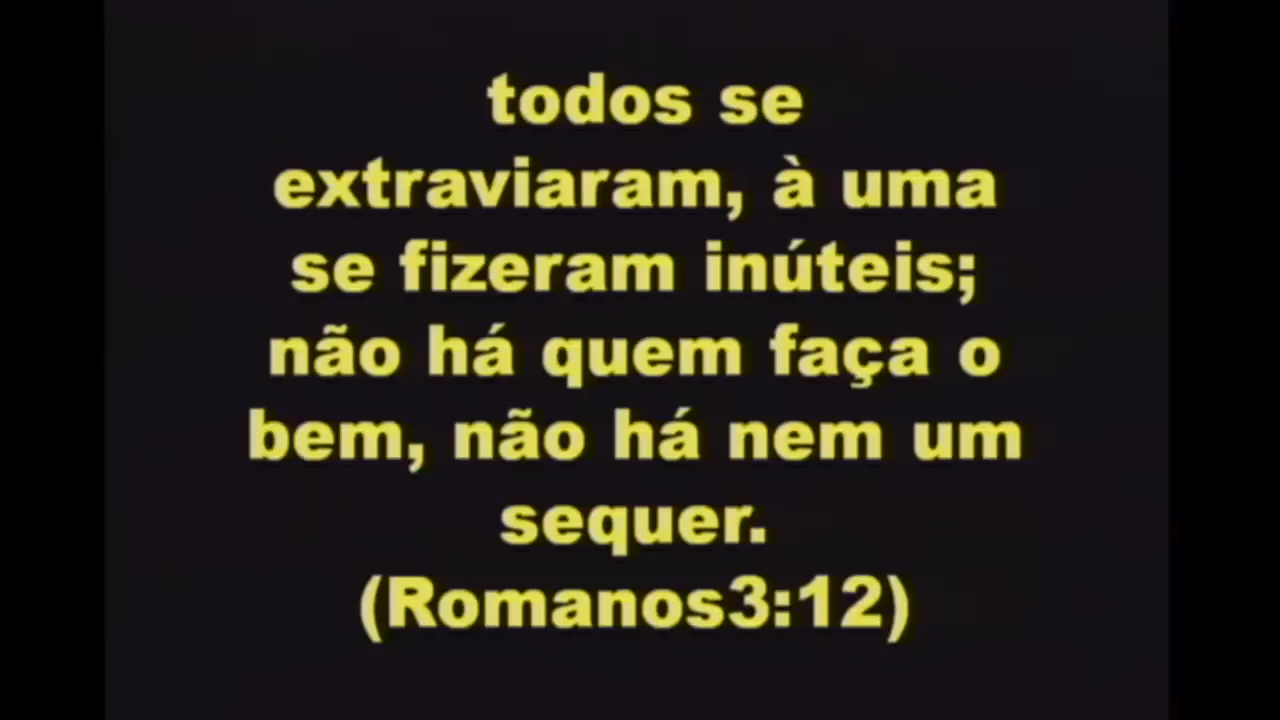 todos se
extraviaram, à uma
se fizeram inúteis;
não há quem faça o
bem, não há nem um
sequer.
(Romanos3:12)